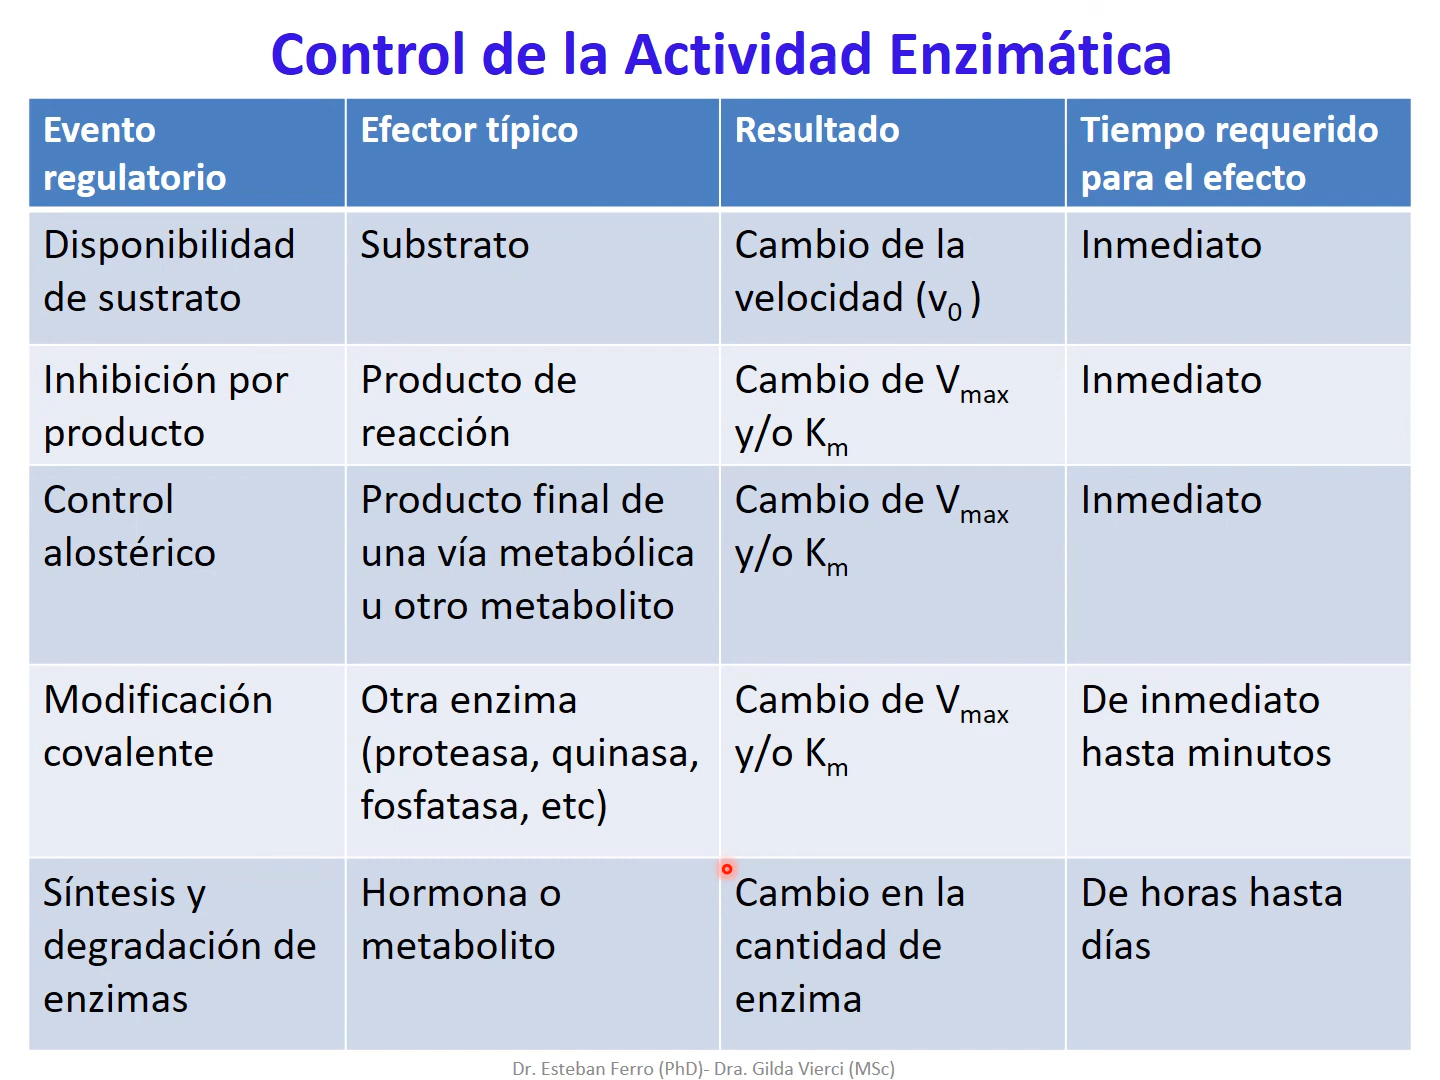 Control de la Actividad Enzimática
Evento
regulatorio
Efector típico
Resultado
Tiempo requerido
para el efecto
Disponibilidad
de sustrato
Substrato
Cambio de la
velocidad (v0 )
Inmediato
Inhibición por
producto
Producto de
reacción
Cambio de Vmax
y/o Km
Inmediato
Control
alostérico
Producto final de
una vía metabólica
u otro metabolito
Cambio de Vmax
y/o Km
Inmediato
Modificación
covalente
Otra enzima
(proteasa, quinasa,
fosfatasa, etc)
Cambio de Vmax
y/o Km
De inmediato
hasta minutos
Síntesis y
degradación de
enzimas
Hormona o
metabolito
Cambio en la
cantidad de
enzima
De horas hasta
días
Dr. Esteban Ferro (PhD)- Dra. Gilda Vierci (MSc)